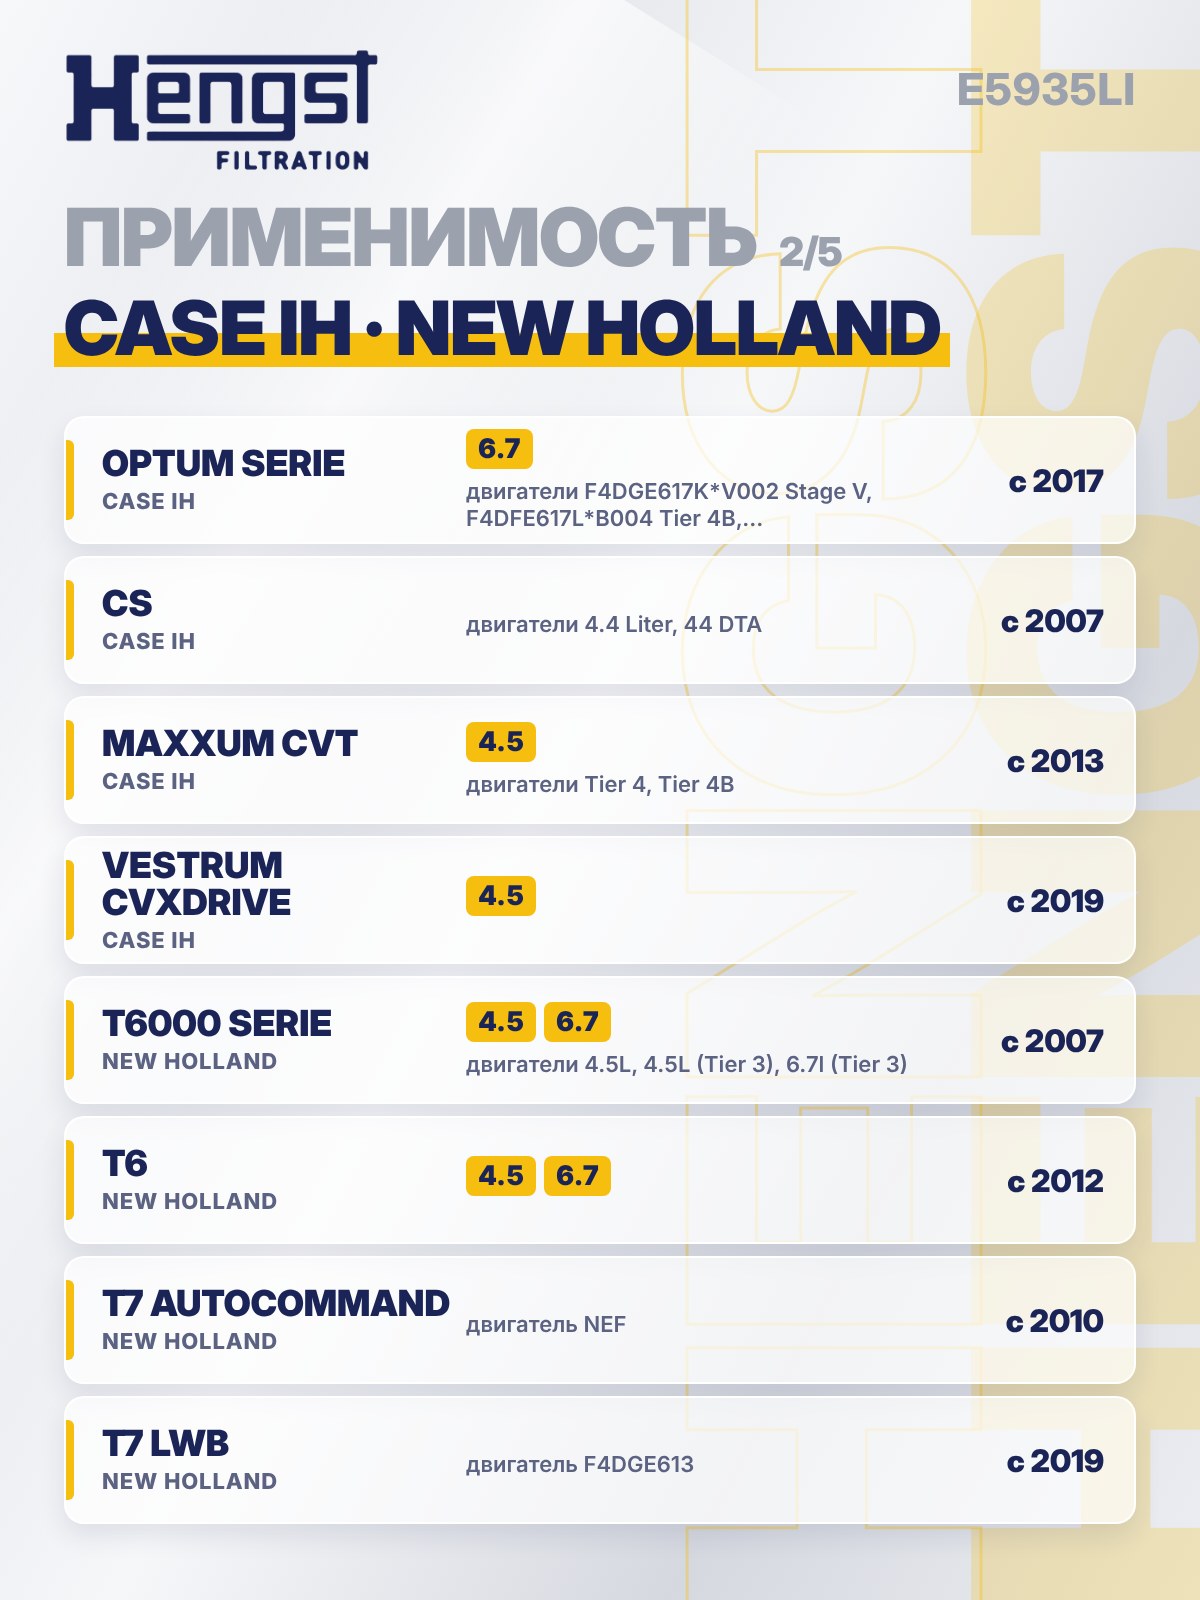 Hengst
FILTRATION
E5935LI
ПРИМЕНИМОСТЬ 2/5
CASE IH · NEW HOLLAND
OPTUM SERIE
CASE IH
6.7
двигатели F4DGE617K*V002 Stage V,
F4DFE617L*B004 Tier 4B,...
с 2017
CS
CASE IH
двигатели 4.4 Liter, 44 DTA
с 2007
MAXXUM CVT
CASE IH
4.5
двигатели Tier 4, Tier 4B
с 2013
VESTRUM
CVXDRIVE
CASE IH
4.5
с 2019
T6000 SERIE
NEW HOLLAND
4.5 6.7
двигатели 4.5L, 4.5L (Tier 3), 6.7l (Tier 3)
с 2007
T6
NEW HOLLAND
4.5 6.7
с 2012
T7 AUTOCOMMAND
NEW HOLLAND
двигатель NEF
с 2010
T7 LWB
NEW HOLLAND
двигатель F4DGE613
с 2019
HENGST
HENGST